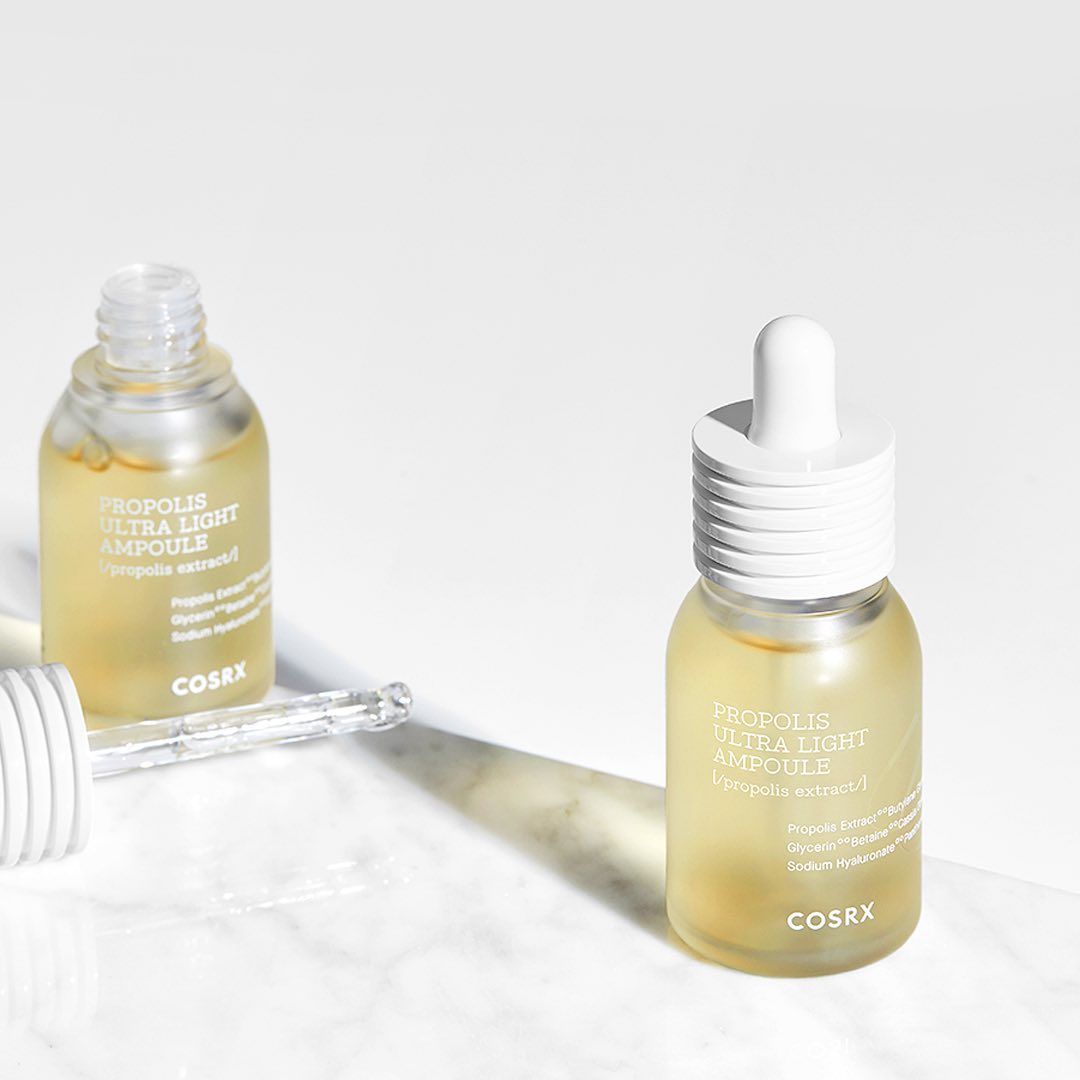 PROPOLIS
ULTRA LIGHT
AMPOULE
[/propolis extract/]
Propolis Extract°°
Glycerin°°Betaine°°
Sodium Hyaluronate°°
COSRX
PROPOLIS
ULTRA LIGHT
AMPOULE
[/propolis extract/]
Propolis Extract°°Butylene
Glycerin°°Betaine°°
Sodium Hyaluronate°°
COSRX